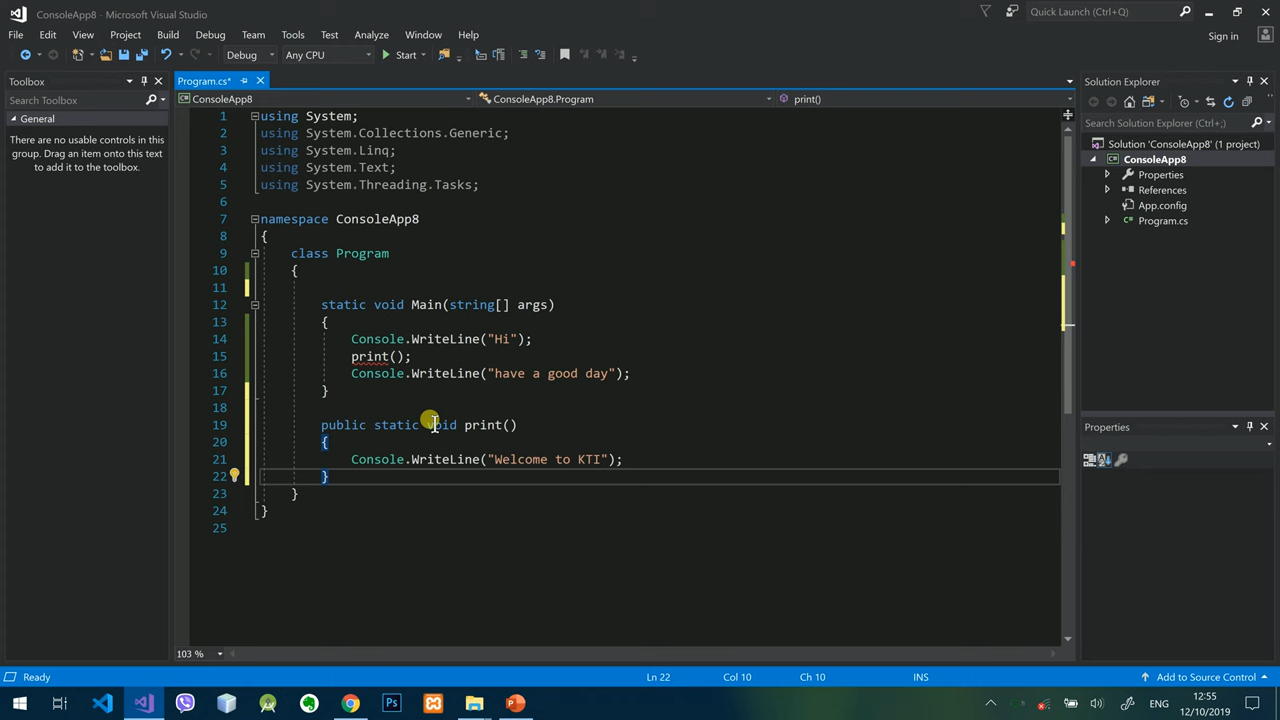 ConsoleApp8 - Microsoft Visual Studio
Quick Launch (Ctrl+Q)
File Edit View Project Build Debug Team Tools Test Analyze Window Help
Sign in
Debug Any CPU Start
Toolbox
Search Toolbox
General
There are no usable controls in this
group. Drag an item onto this text
to add it to the toolbox.
Program.cs*
ConsoleApp8 ConsoleApp8.Program print()
1 using System;
2 using System.Collections.Generic;
3 using System.Linq;
4 using System.Text;
5 using System.Threading.Tasks;
6
7 namespace ConsoleApp8
8 {
9 class Program
10 {
11
12 static void Main(string[] args)
13 {
14 Console.WriteLine("Hi");
15 print();
16 Console.WriteLine("have a good day");
17 }
18
19 public static void print()
20 {
21 Console.WriteLine("Welcome to KTI");
22 }
23 }
24 }
25
103 %
Solution Explorer
Search Solution Explorer (Ctrl+;)
Solution 'ConsoleApp8' (1 project)
ConsoleApp8
Properties
References
App.config
Program.cs
Properties
Ready Ln 22 Col 10 Ch 10 INS Add to Source Control
Ps
ENG
12:55
12/10/2019